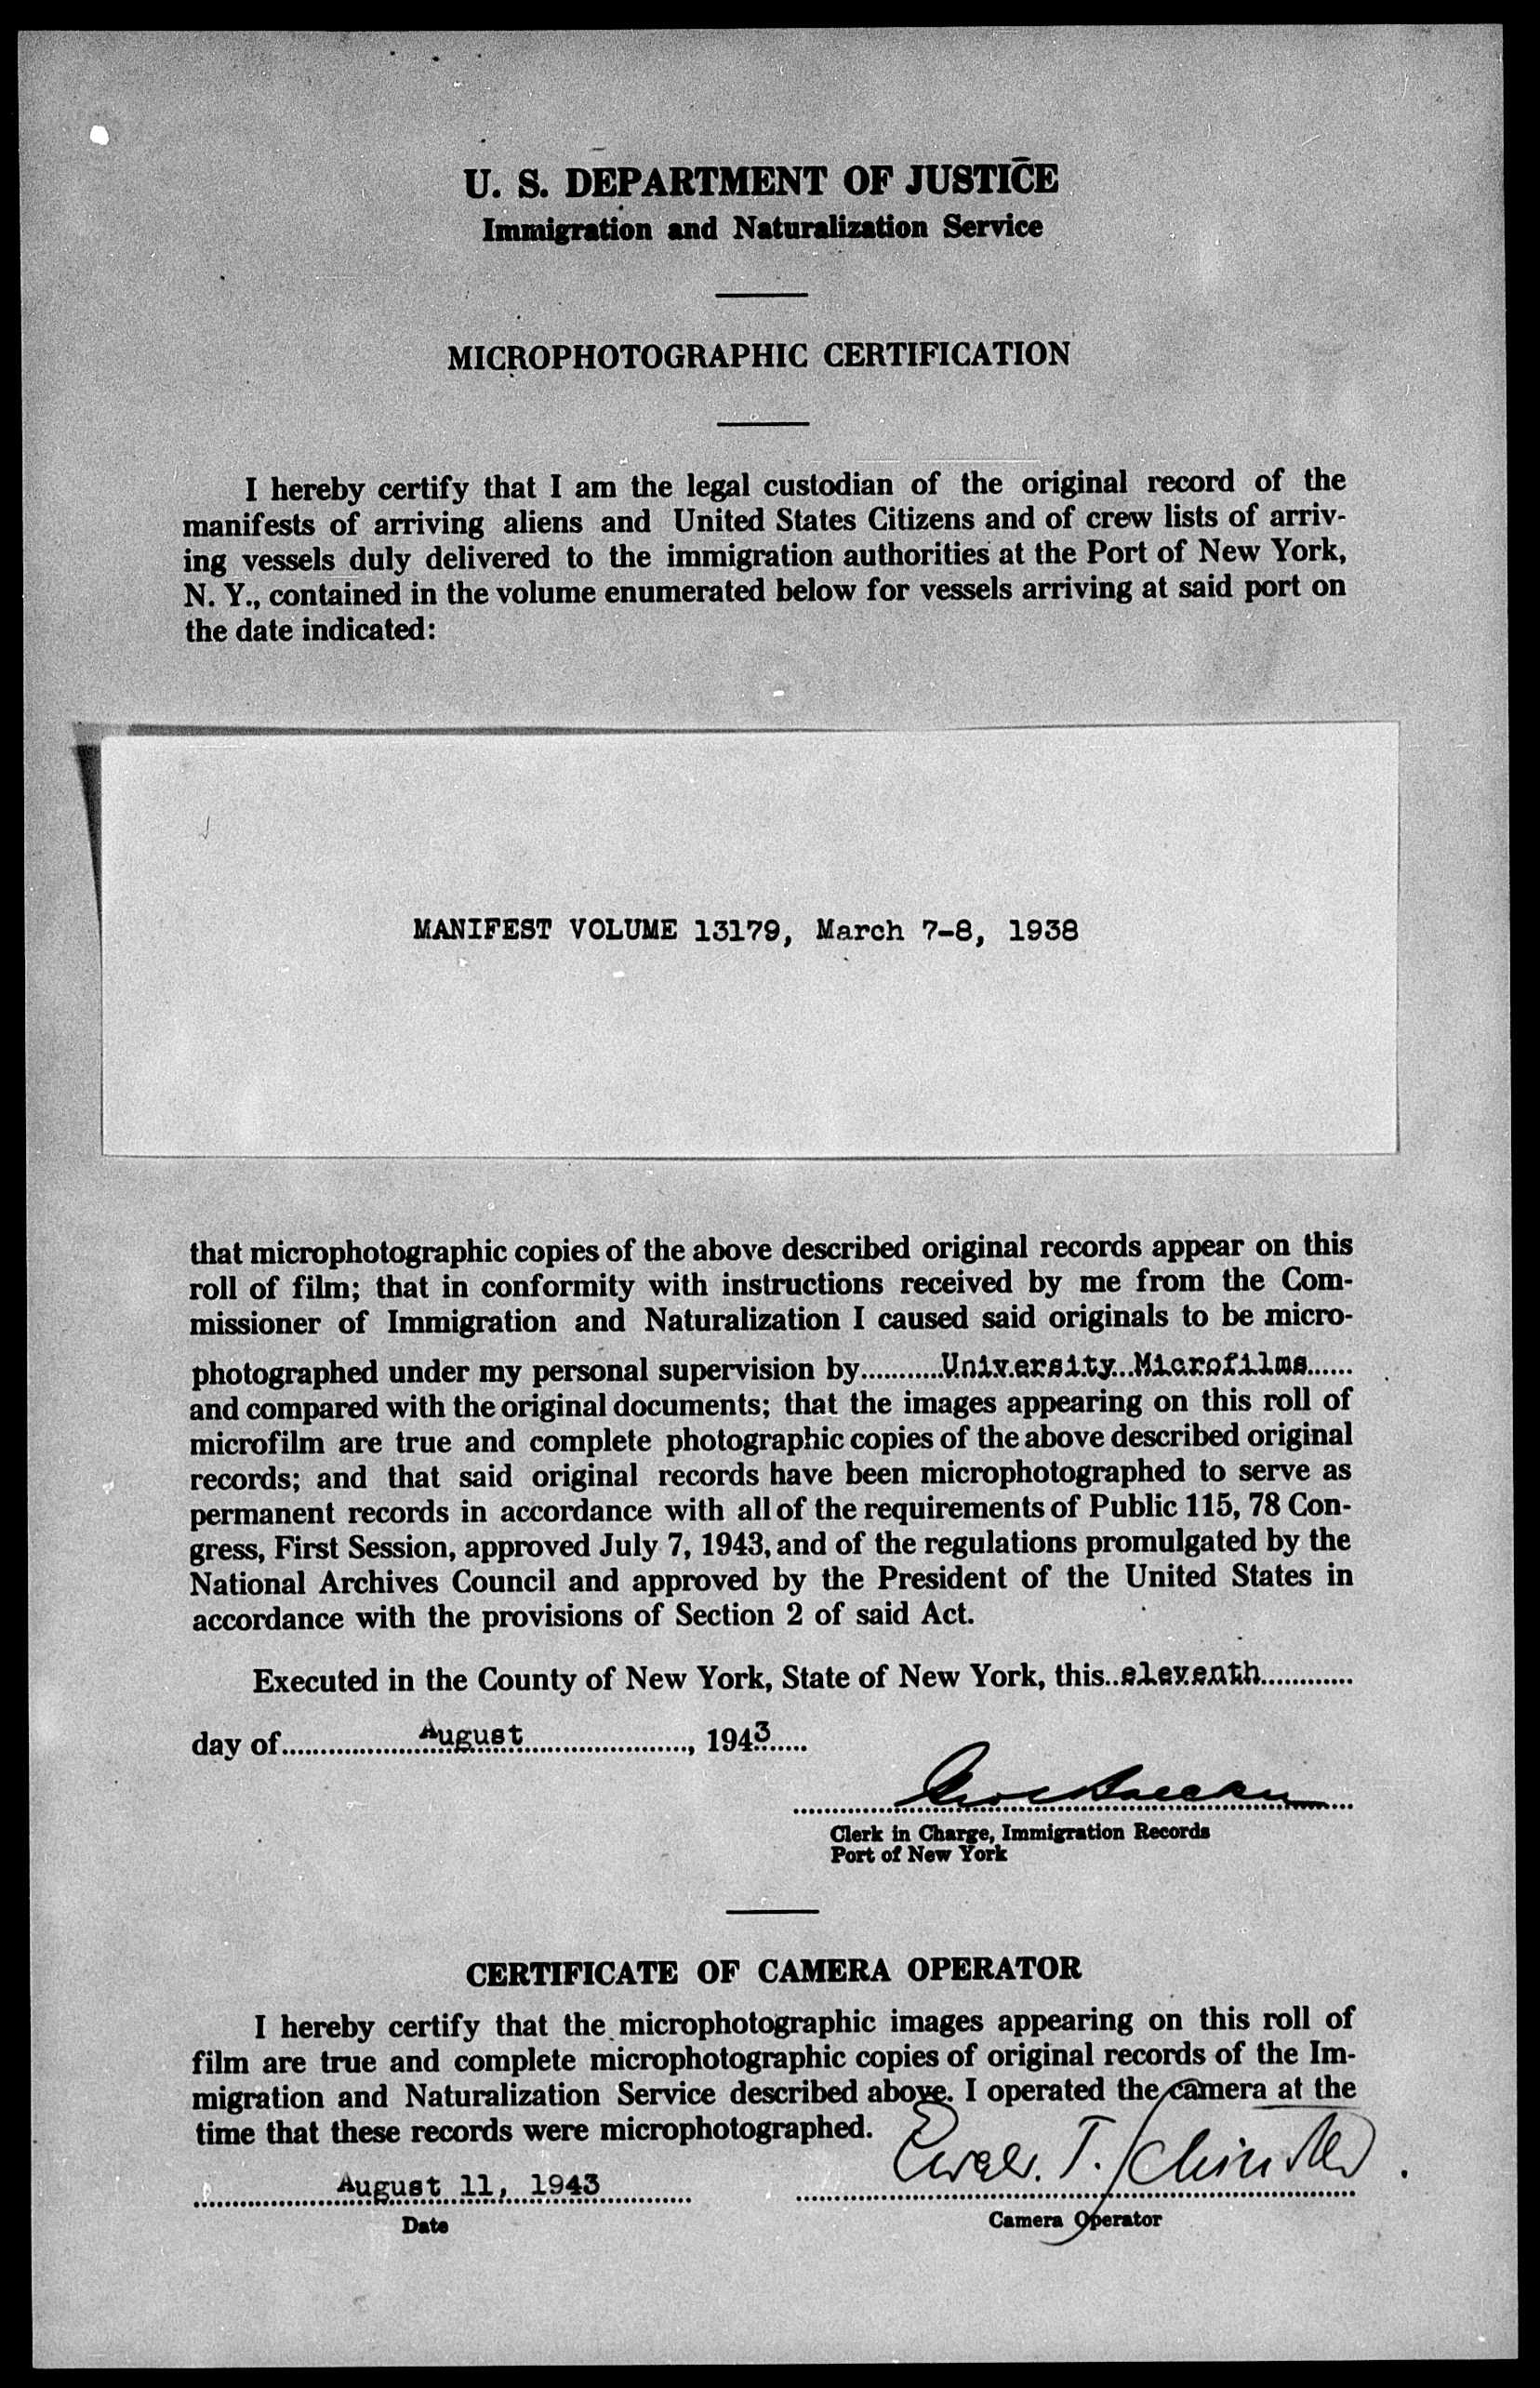 U. S. DEPARTMENT OF JUSTICE
Immigration and Naturalization Service
MICROPHOTOGRAPHIC CERTIFICATION
I hereby certify that I am the legal custodian of the original record of the
manifests of arriving aliens and United States Citizens and of crew lists of arriv-
ing vessels duly delivered to the immigration authorities at the Port of New York,
N. Y., contained in the volume enumerated below for vessels arriving at said port on
the date indicated:
MANIFEST VOLUME 13179, March 7-8, 1938
that microphotographic copies of the above described original records appear on this
roll of film; that in conformity with instructions received by me from the Com-
missioner of Immigration and Naturalization I caused said originals to be micro-
photographed under my personal supervision by...........University Microfilms......
and compared with the original documents; that the images appearing on this roll of
microfilm are true and complete photographic copies of the above described original
records; and that said original records have been microphotographed to serve as
permanent records in accordance with all of the requirements of Public 115, 78 Con-
gress, First Session, approved July 7, 1943, and of the regulations promulgated by the
National Archives Council and approved by the President of the United States in
accordance with the provisions of Section 2 of said Act.
Executed in the County of New York, State of New York, this..eleventh.............
day of....................August........................, 1943......
Clerk in Charge, Immigration Records
Port of New York
CERTIFICATE OF CAMERA OPERATOR
I hereby certify that the microphotographic images appearing on this roll of
film are true and complete microphotographic copies of original records of the Im-
migration and Naturalization Service described above. I operated the camera at the
time that these records were microphotographed.
T.
August 11, 1943
Date
Camera Operator